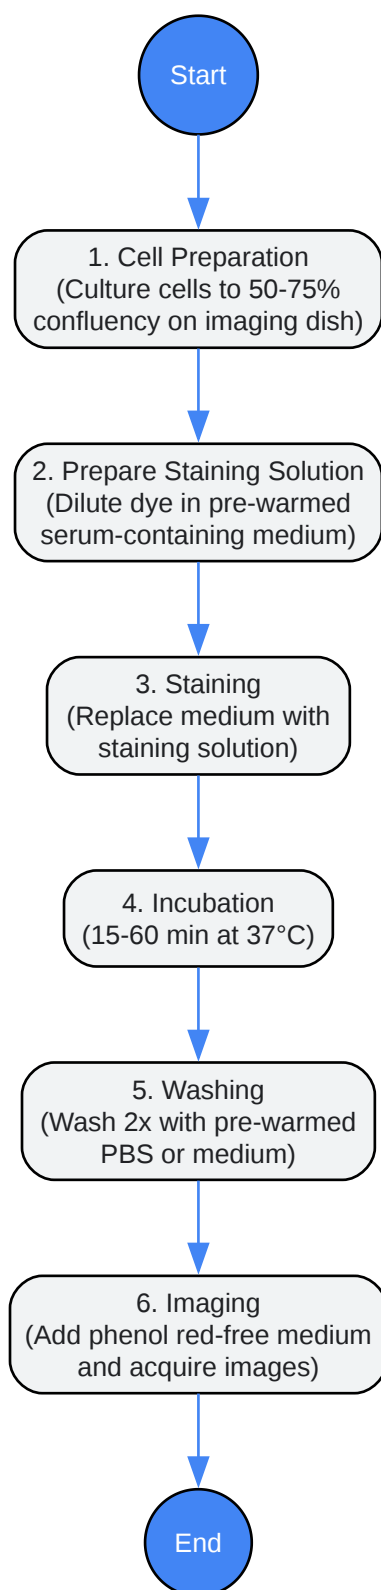 Start
1. Cell Preparation
(Culture cells to 50-75%
confluency on imaging dish)
2. Prepare Staining Solution
(Dilute dye in pre-warmed
serum-containing medium)
3. Staining
(Replace medium with
staining solution)
4. Incubation
(15-60 min at 37°C)
5. Washing
(Wash 2x with pre-warmed
PBS or medium)
6. Imaging
(Add phenol red-free medium
and acquire images)
End